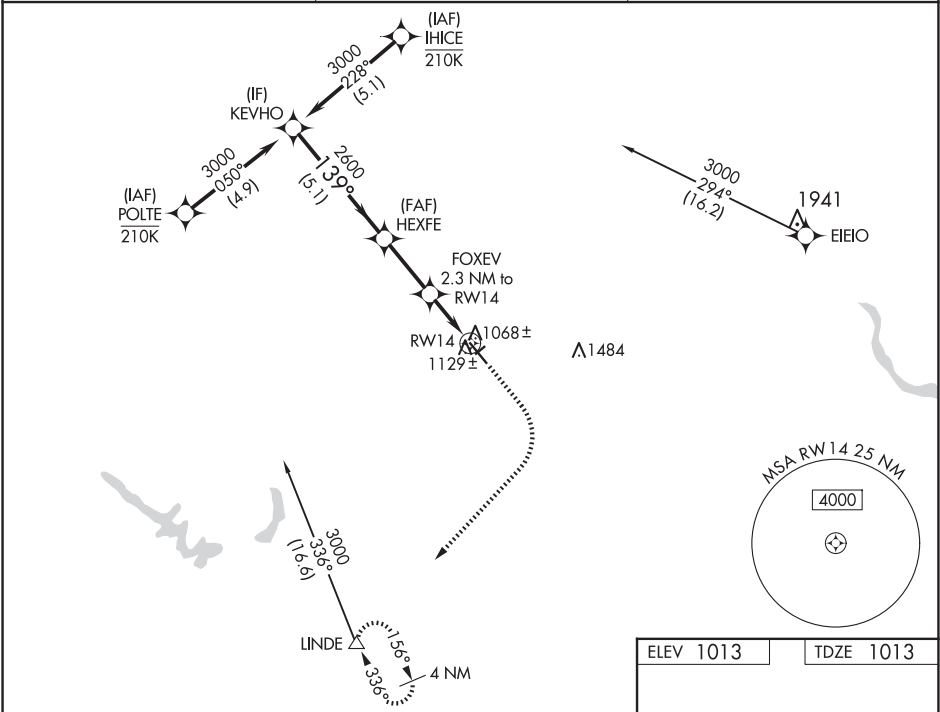 (IAF)
IHICE
210K
3000
228°
(5.1)
(IF)
KEVHO
3000
050°
(4.9)
(IAF)
POLTE
210K
2600
139°
(5.1)
(FAF)
HEXFE
3000
294°
(16.2)
1941
EIEIO
FOXEV
2.3 NM to
RW14
RW14
1068±
1129±
1484
MSA RW14 25 NM
4000
3000
336°
(16.6)
LINDE
156°
336°
4 NM
ELEV 1013
TDZE 1013